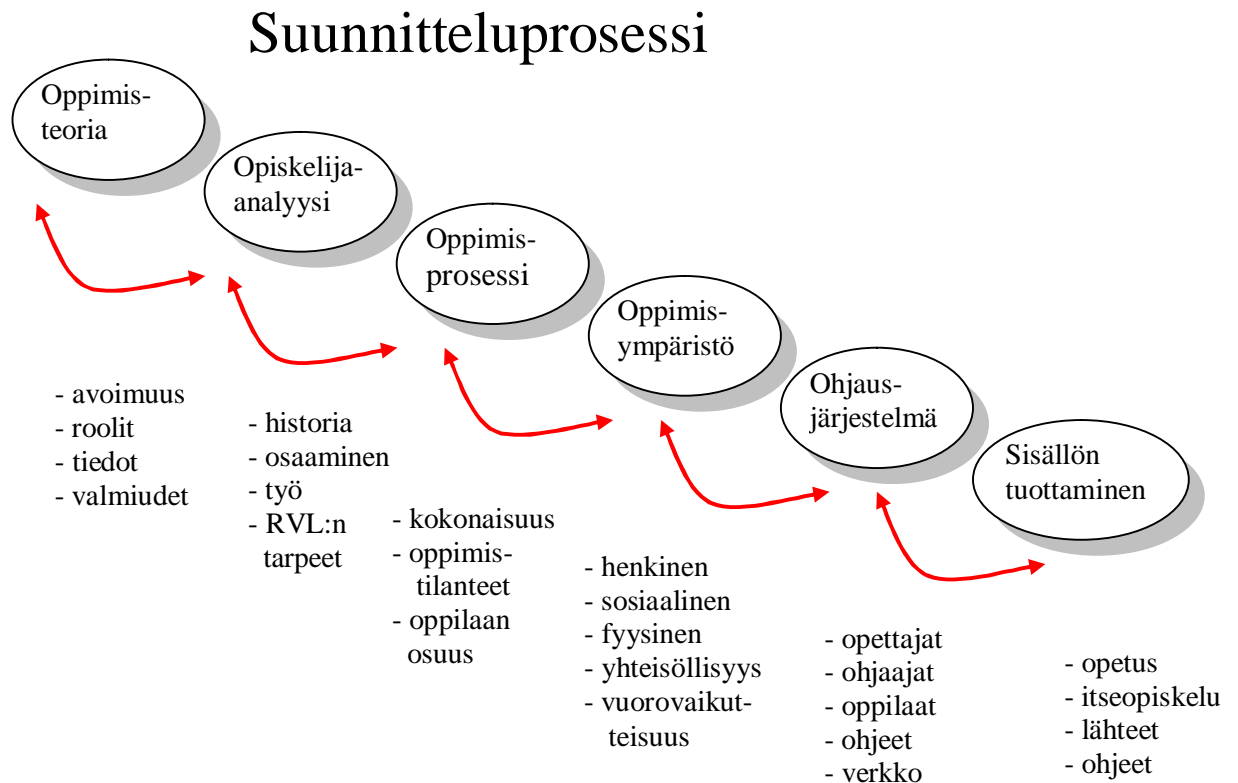 Suunnitteluprosessi
Oppimis-
teoria
Opiskelija-
analyysi
Oppimis-
prosessi
Oppimis-
ympäristö
Ohjaus-
järjestelmä
Sisällön
tuottaminen
- avoimuus
- roolit
- tiedot
- valmiudet
- historia
- osaaminen
- työ
- RVL:n
tarpeet
- kokonaisuus
- oppimis-
tilanteet
- oppilaan
osuus
- henkinen
- sosiaalinen
- fyysinen
- yhteisöllisyys
- vuorovaikut-
teisuus
- opettajat
- ohjaajat
- oppilaat
- ohjeet
- verkko
- opetus
- itseopiskelu
- lähteet
- ohjeet